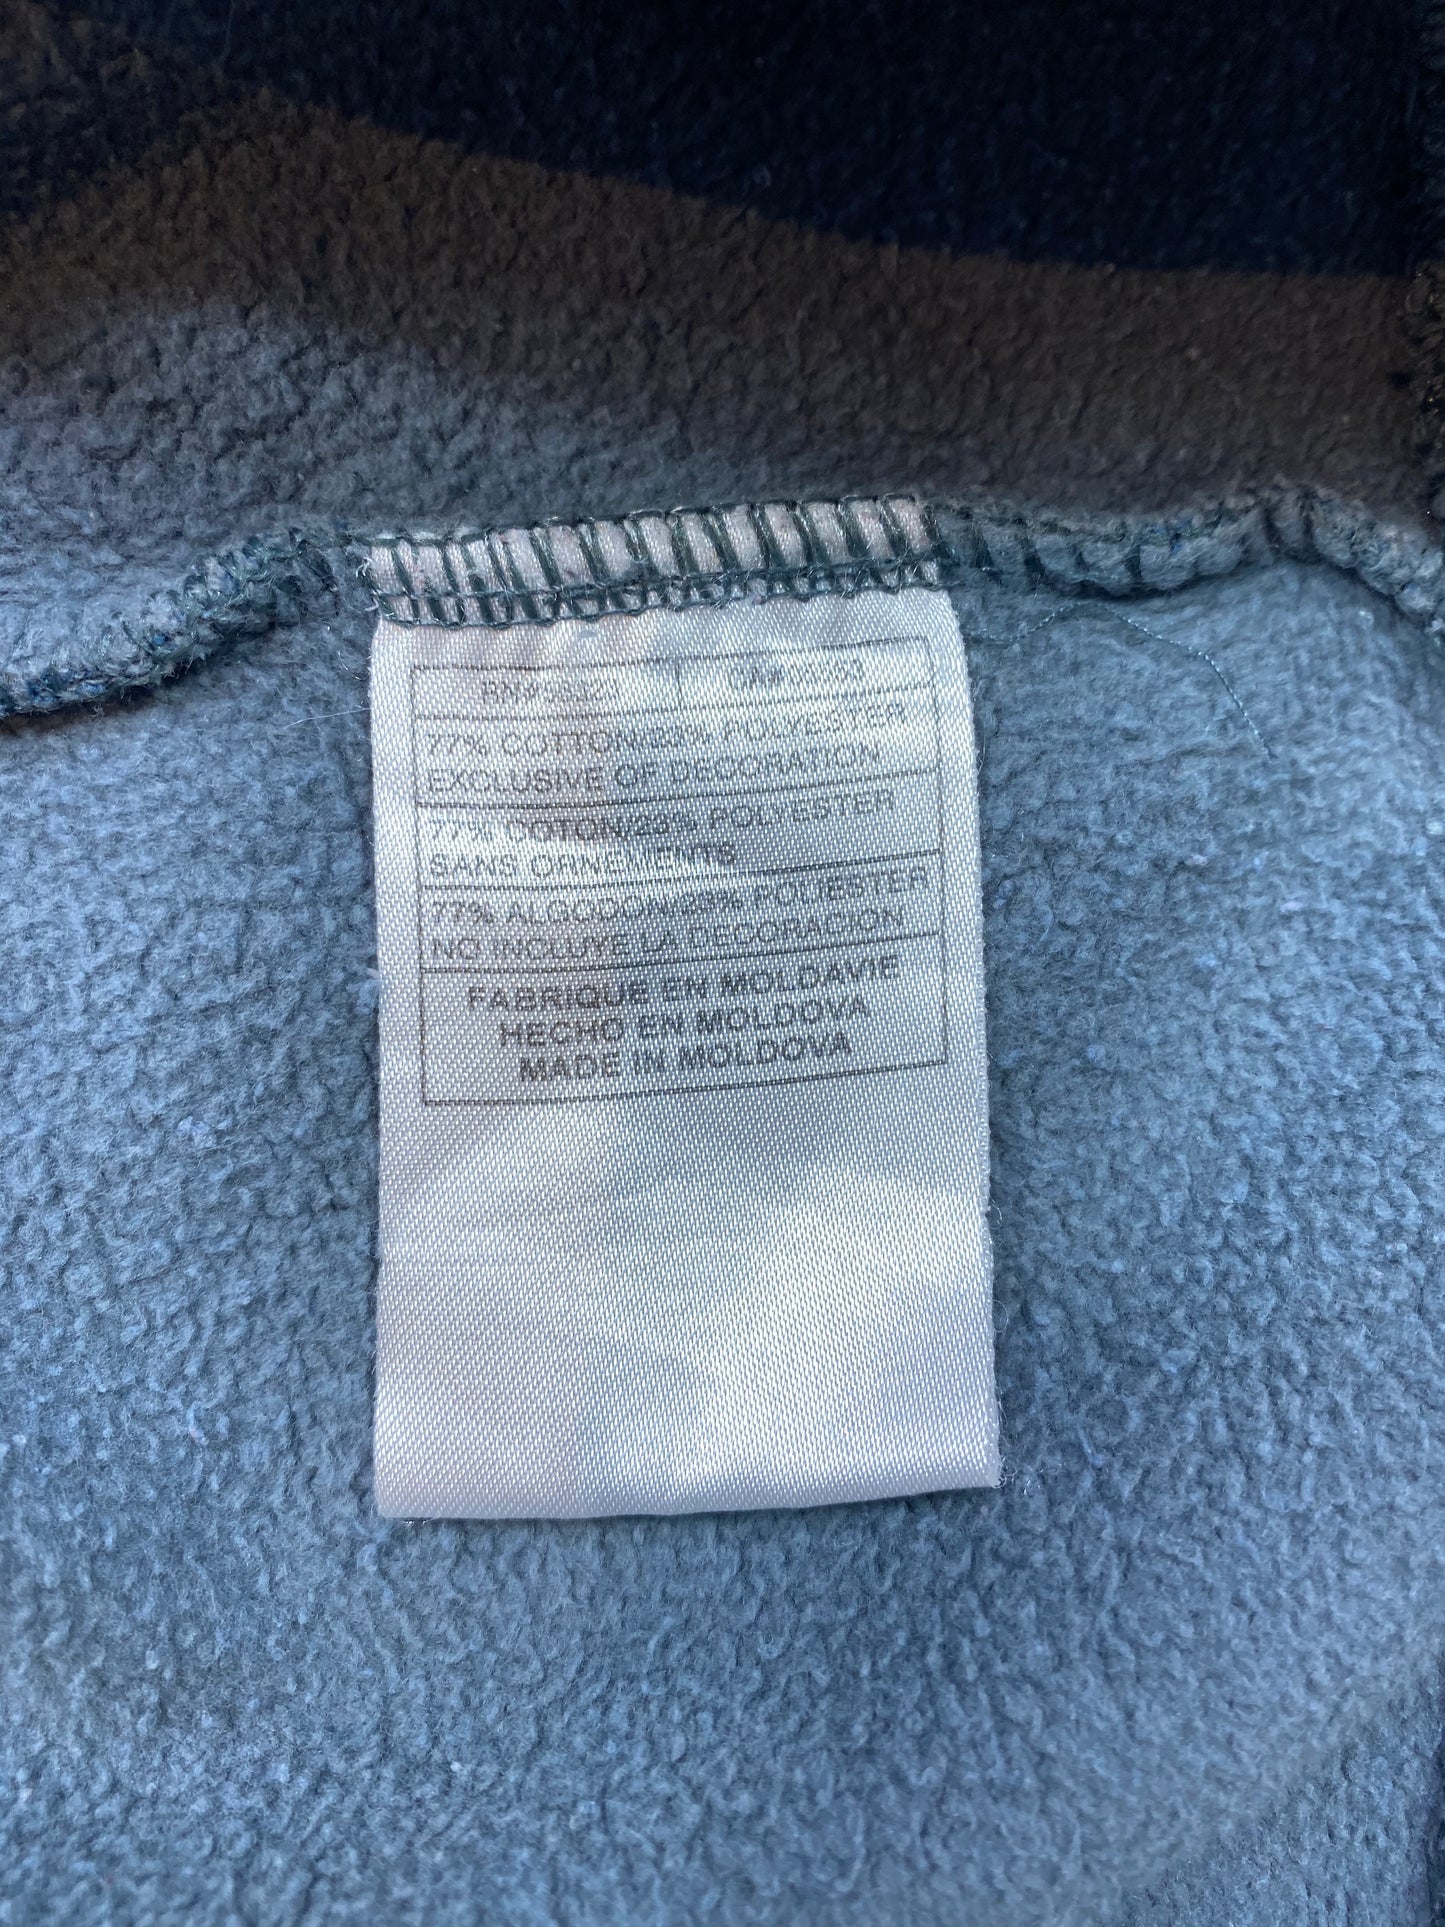 77% COTTON/23% POLYESTER
EXCLUSIVE OF DECORATION
77% COTON/23% POLYESTER
SANS ORNEMENTS
77% ALGODON/23% POLIESTER
NO INCLUYE LA DECORACION
FABRIQUE EN MOLDAVIE
HECHO EN MOLDOVA
MADE IN MOLDOVA